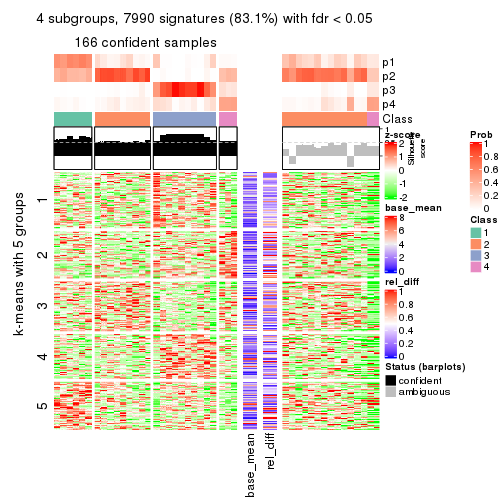 4 subgroups, 7990 signatures (83.1%) with fdr < 0.05
166 confident samples
p1
p2
p3
p4
Class
1
Silhouette
score
z-score
2
1
0
-1
-2
base_mean
8
6
4
2
0
rel_diff
1
0.8
0.6
0.4
0.2
0
Status (barplots)
confident
ambiguous
Prob
1
0.8
0.6
0.4
0.2
0
Class
1
2
3
4
k-means with 5 groups
1
2
3
4
5
base_mean
rel_diff